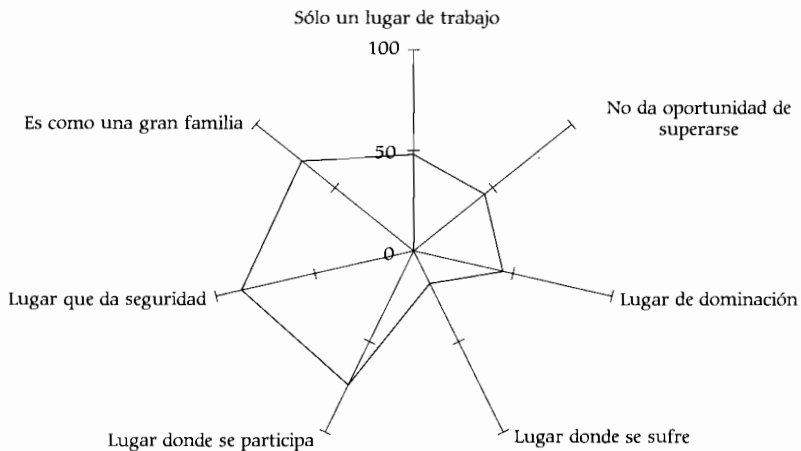 Sólo un lugar de trabajo
100
No da oportunidad de
superarse
Es como una gran familia
50
0
Lugar que da seguridad
Lugar de dominación
Lugar donde se participa
Lugar donde se sufre